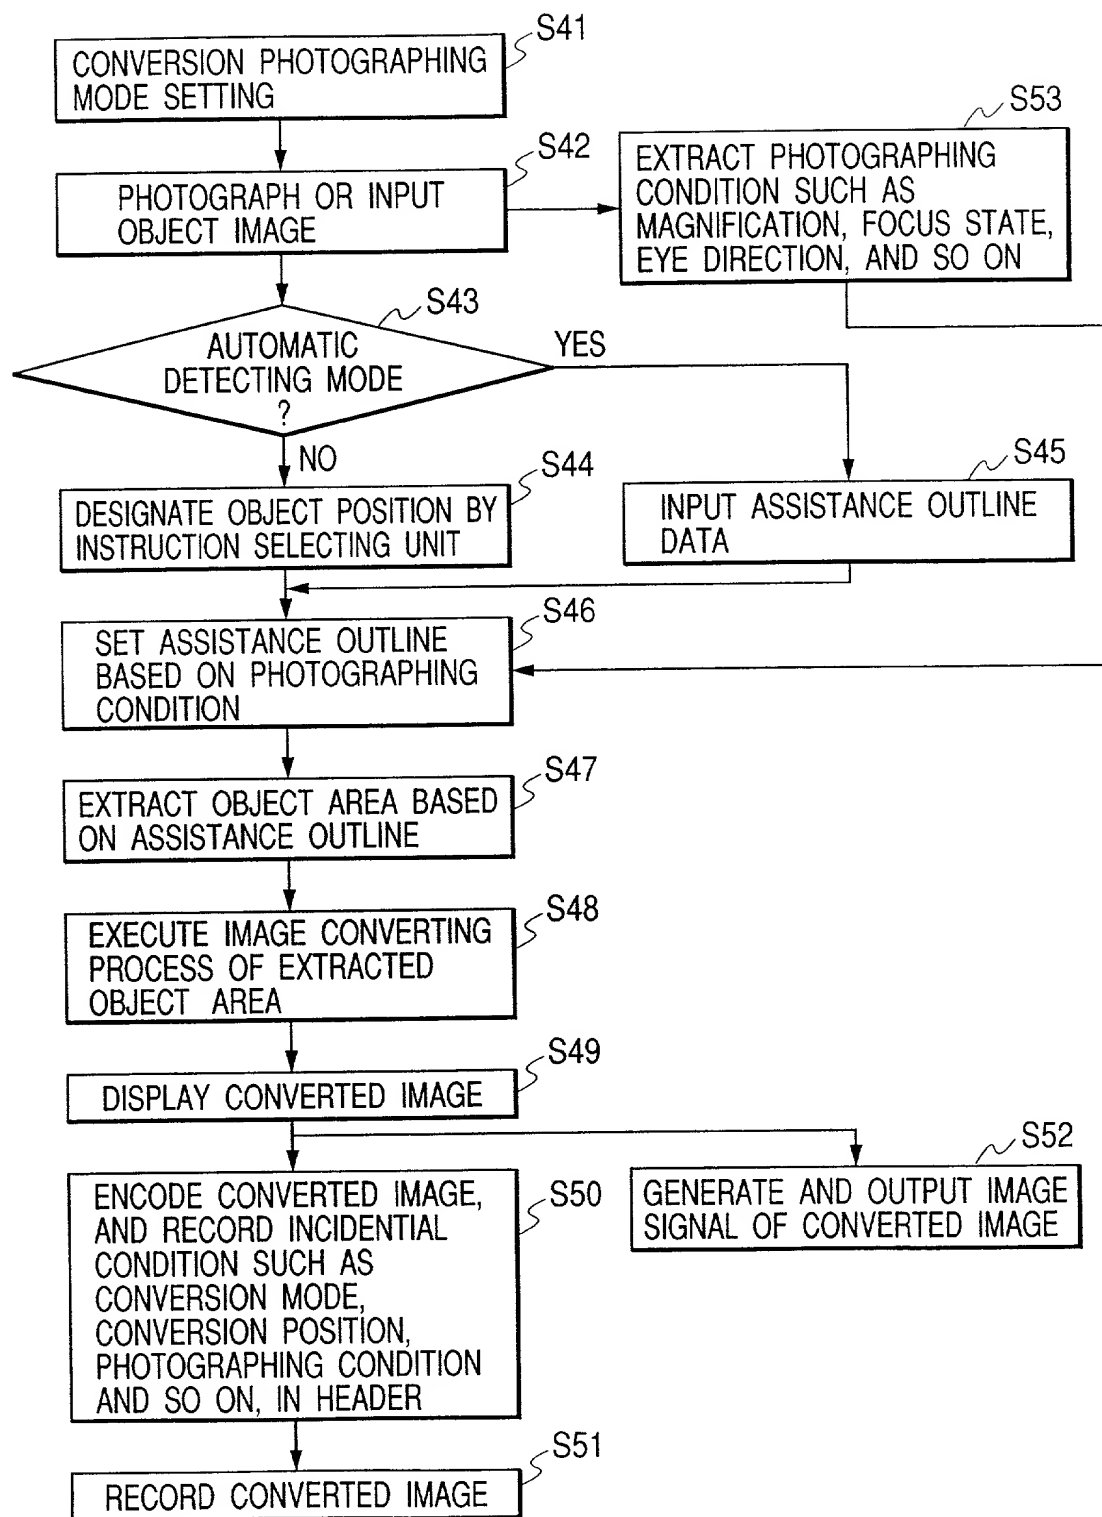 S41
CONVERSION PHOTOGRAPHING
MODE SETTING
S42
PHOTOGRAPH OR INPUT
OBJECT IMAGE
S53
EXTRACT PHOTOGRAPHING
CONDITION SUCH AS
MAGNIFICATION, FOCUS STATE,
EYE DIRECTION, AND SO ON
S43
AUTOMATIC
DETECTING MODE
?
YES
NO
S44
DESIGNATE OBJECT POSITION BY
INSTRUCTION SELECTING UNIT
S45
INPUT ASSISTANCE OUTLINE
DATA
S46
SET ASSISTANCE OUTLINE
BASED ON PHOTOGRAPHING
CONDITION
S47
EXTRACT OBJECT AREA BASED
ON ASSISTANCE OUTLINE
S48
EXECUTE IMAGE CONVERTING
PROCESS OF EXTRACTED
OBJECT AREA
S49
DISPLAY CONVERTED IMAGE
S50
ENCODE CONVERTED IMAGE,
AND RECORD INCIDENTIAL
CONDITION SUCH AS
CONVERSION MODE,
CONVERSION POSITION,
PHOTOGRAPHING CONDITION
AND SO ON, IN HEADER
S52
GENERATE AND OUTPUT IMAGE
SIGNAL OF CONVERTED IMAGE
S51
RECORD CONVERTED IMAGE